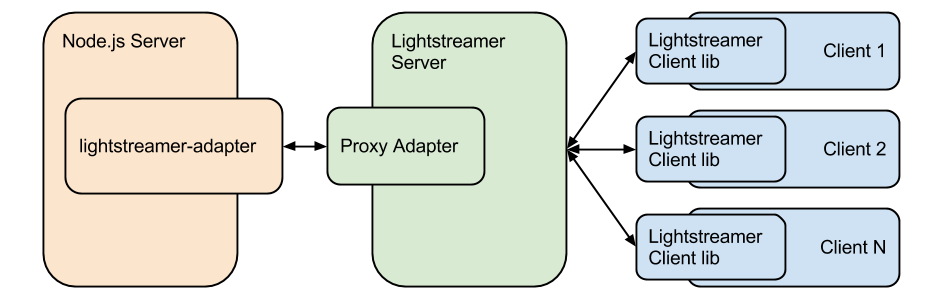 Node.js Server
lightstreamer-adapter
Lightstreamer
Server
Proxy Adapter
Lightstreamer
Client lib
Client 1
Lightstreamer
Client lib
Client 2
Lightstreamer
Client lib
Client N